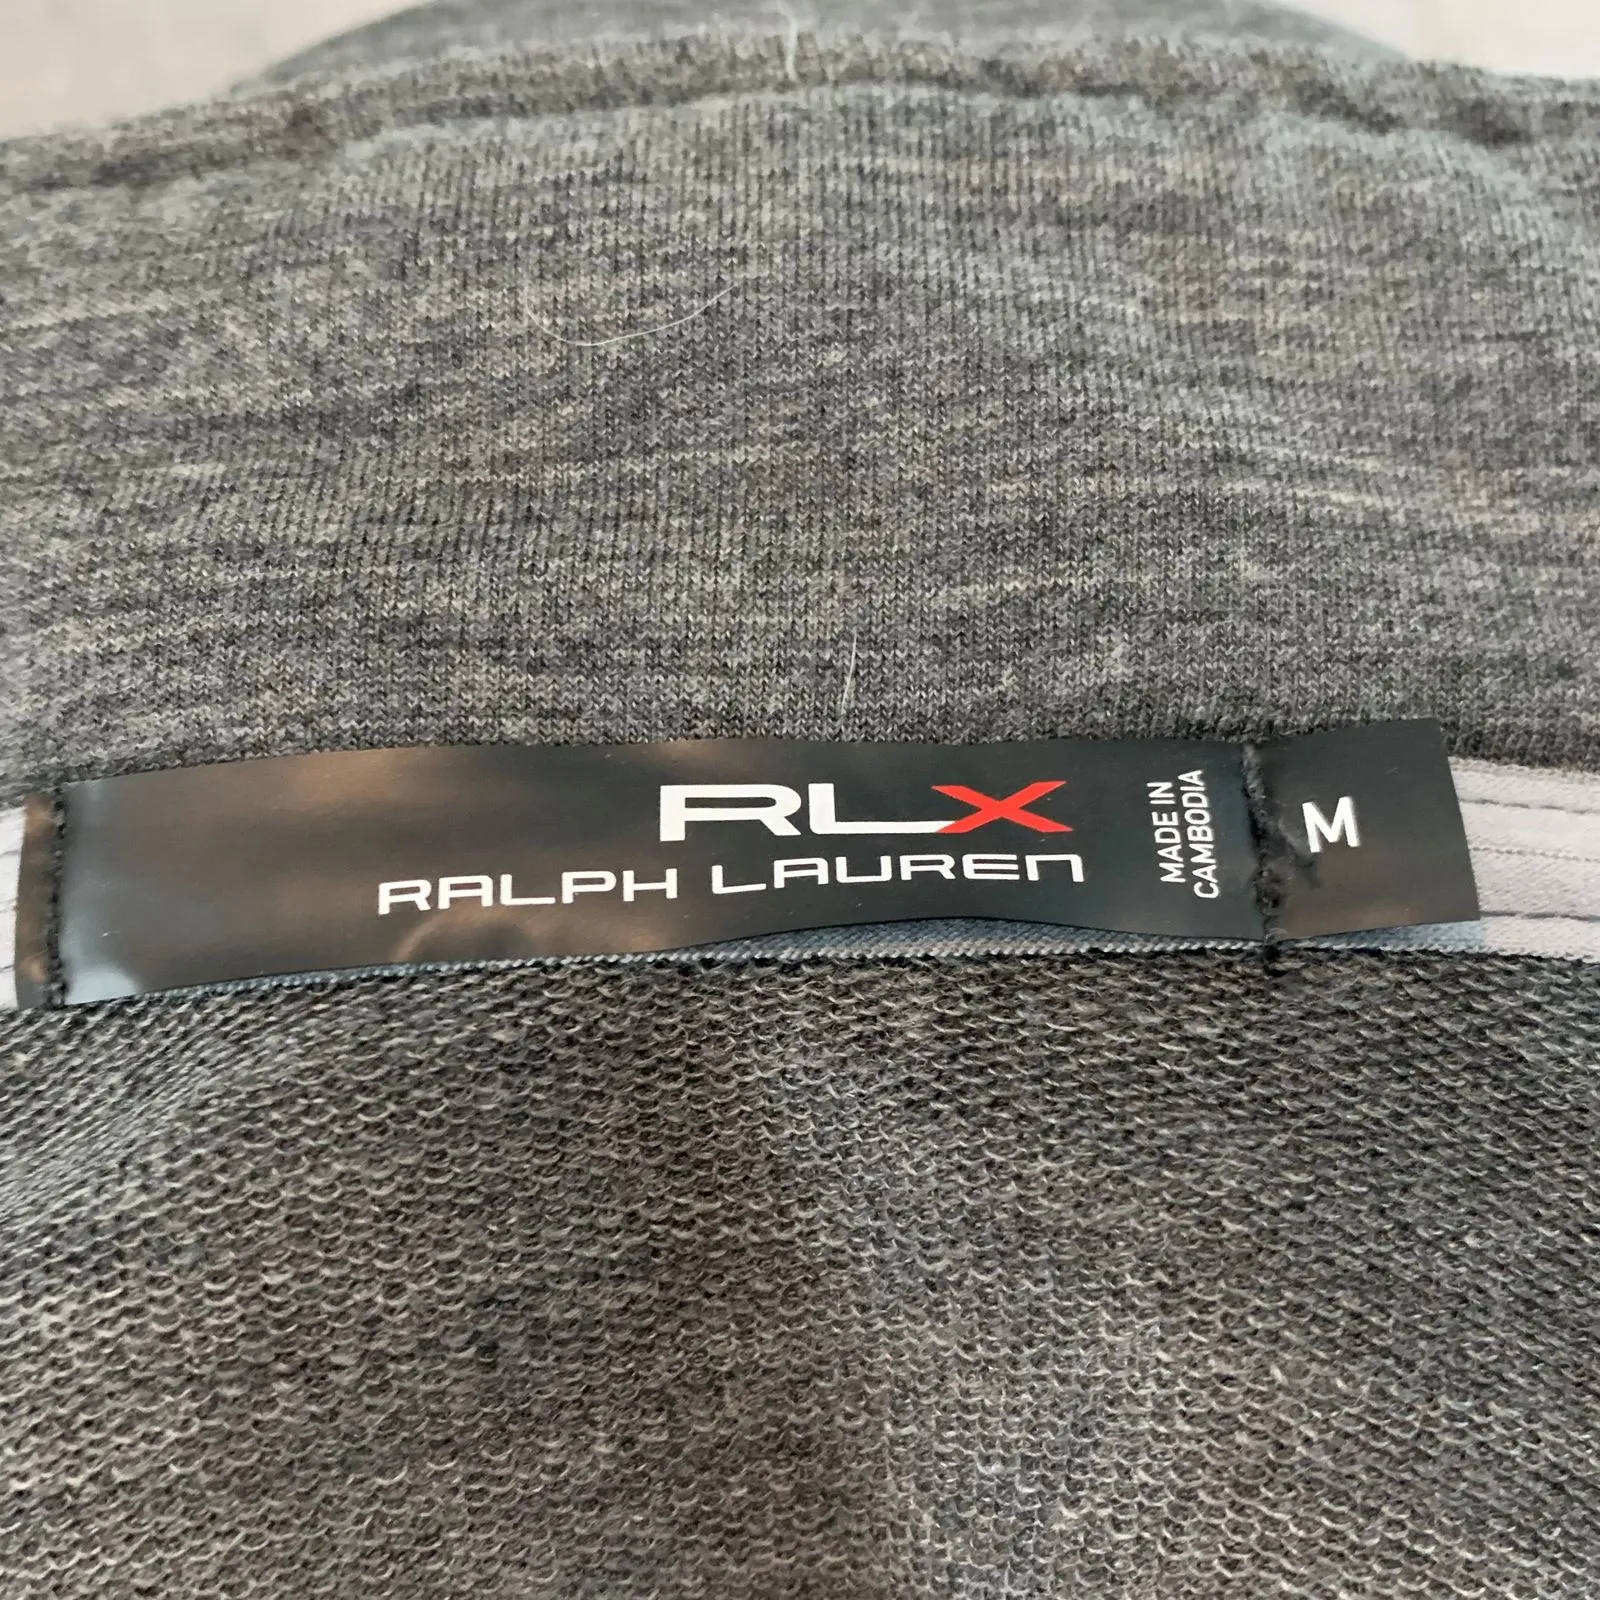 RLX
RALPH LAUREN
MADE IN
CAMBODIA
M